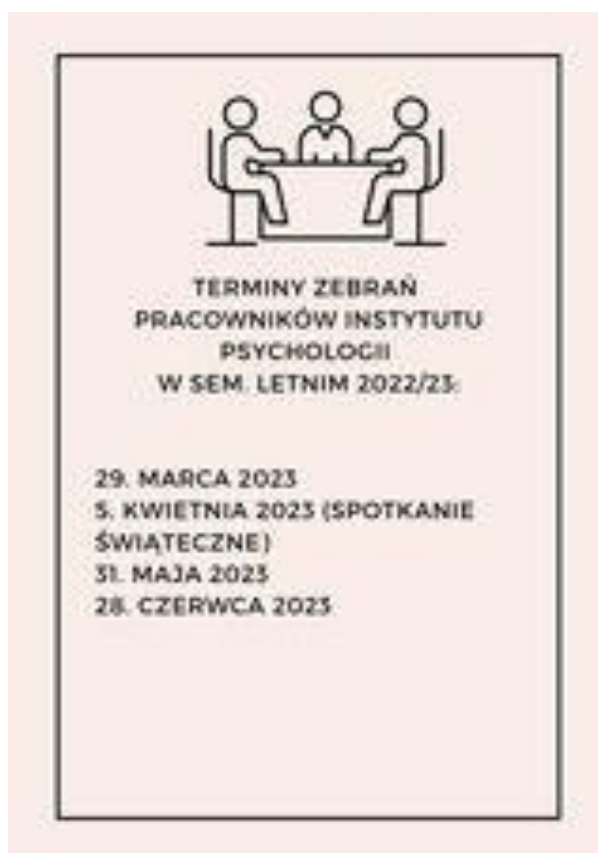 TERMINY ZEBRAŃ
PRACOWNIKÓW INSTYTUTU
PSYCHOLOGII
W SEM. LETNIM 2022/23:
29. MARCA 2023
5. KWIETNIA 2023 (SPOTKANIE
ŚWIĄTECZNE)
31. MAJA 2023
28. CZERWCA 2023